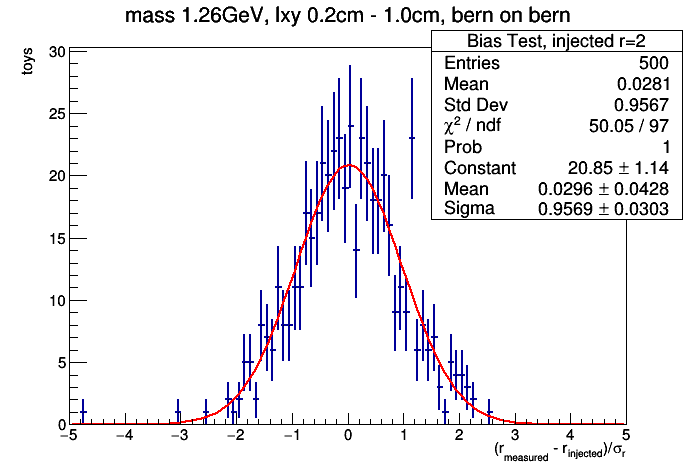 mass 1.26GeV, lxy 0.2cm - 1.0cm, bern on bern
Bias Test, injected r=2
Entries 500
Mean 0.0281
Std Dev 0.9567
χ² / ndf 50.05 / 97
Prob 1
Constant 20.85 ± 1.14
Mean 0.0296 ± 0.0428
Sigma 0.9569 ± 0.0303
toys
30
25
20
15
10
5
0
−5 −4 −3 −2 −1 0 1 2 3 4 5
(r_measured - r_injected)/σ_r